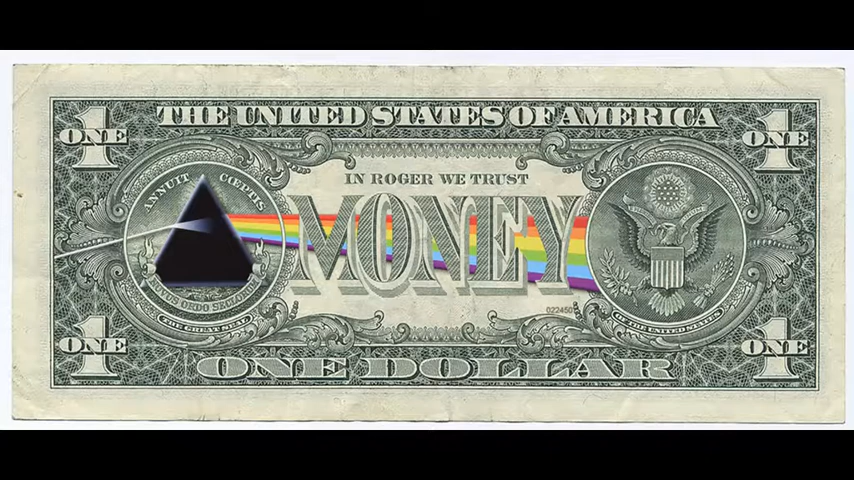 THE UNITED STATES OF AMERICA
ONE
1
ONE
1
ANNUIT CŒPTIS
IN ROGER WE TRUST
MONEY
NOVUS ORDO SECLORUM
THE GREAT SEAL
OF THE UNITED STATES
ONE
1
ONE
1
ONE DOLLAR